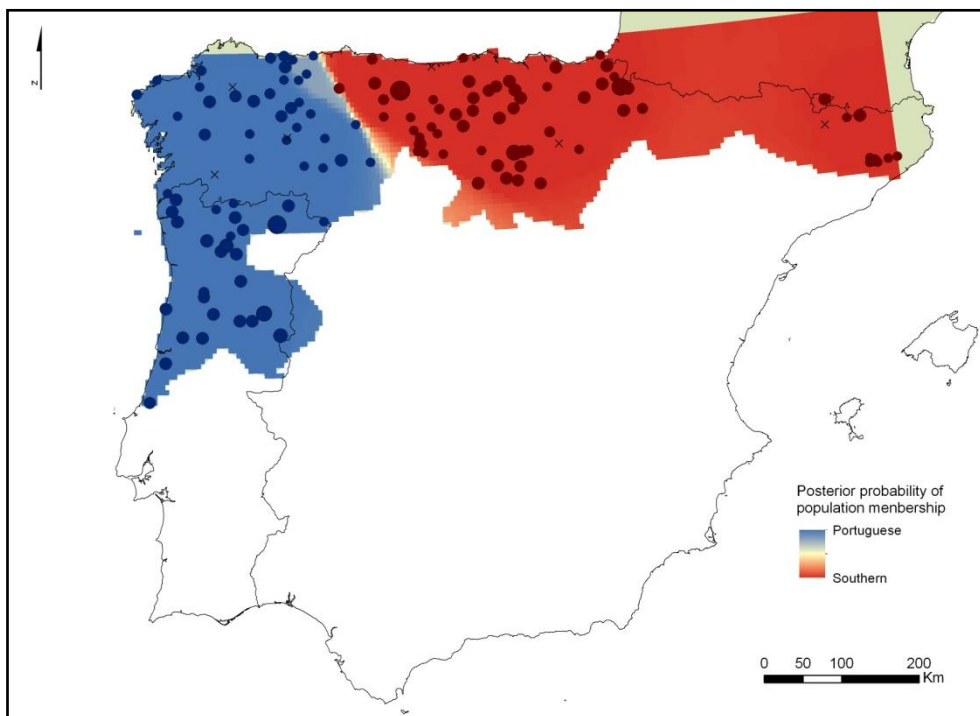 z
Posterior probability of
population menbership
Portuguese
Southern
0 50 100 200
Km